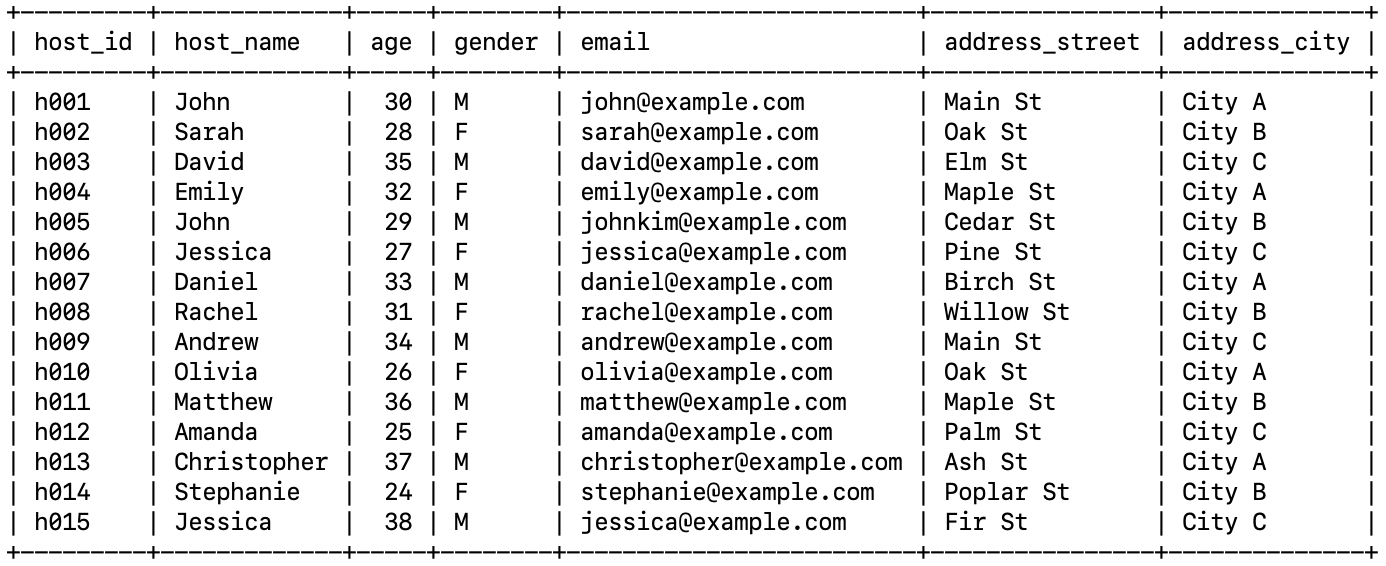 +---------+-------------+-----+--------+-------------------------+----------------+--------------+
| host_id | host_name   | age | gender | email                   | address_street | address_city |
+---------+-------------+-----+--------+-------------------------+----------------+--------------+
| h001    | John        |  30 | M      | john@example.com        | Main St        | City A       |
| h002    | Sarah       |  28 | F      | sarah@example.com       | Oak St         | City B       |
| h003    | David       |  35 | M      | david@example.com       | Elm St         | City C       |
| h004    | Emily       |  32 | F      | emily@example.com       | Maple St       | City A       |
| h005    | John        |  29 | M      | johnkim@example.com     | Cedar St       | City B       |
| h006    | Jessica     |  27 | F      | jessica@example.com     | Pine St        | City C       |
| h007    | Daniel      |  33 | M      | daniel@example.com      | Birch St       | City A       |
| h008    | Rachel      |  31 | F      | rachel@example.com      | Willow St      | City B       |
| h009    | Andrew      |  34 | M      | andrew@example.com      | Main St        | City C       |
| h010    | Olivia      |  26 | F      | olivia@example.com      | Oak St         | City A       |
| h011    | Matthew     |  36 | M      | matthew@example.com     | Maple St       | City B       |
| h012    | Amanda      |  25 | F      | amanda@example.com      | Palm St        | City C       |
| h013    | Christopher |  37 | M      | christopher@example.com | Ash St         | City A       |
| h014    | Stephanie   |  24 | F      | stephanie@example.com   | Poplar St      | City B       |
| h015    | Jessica     |  38 | M      | jessica@example.com     | Fir St         | City C       |
+---------+-------------+-----+--------+-------------------------+----------------+--------------+